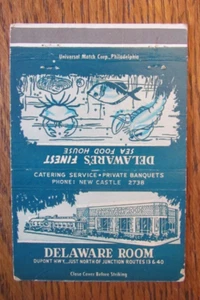 Universal Match Corp., Philadelphia
DELAWARE'S FINEST
SEA FOOD HOUSE
CATERING SERVICE • PRIVATE BANQUETS
PHONE: NEW CASTLE 2738
DELAWARE ROOM
DUPONT HWY., JUST NORTH OF JUNCTION ROUTES 13 & 40
Close Cover Before Striking